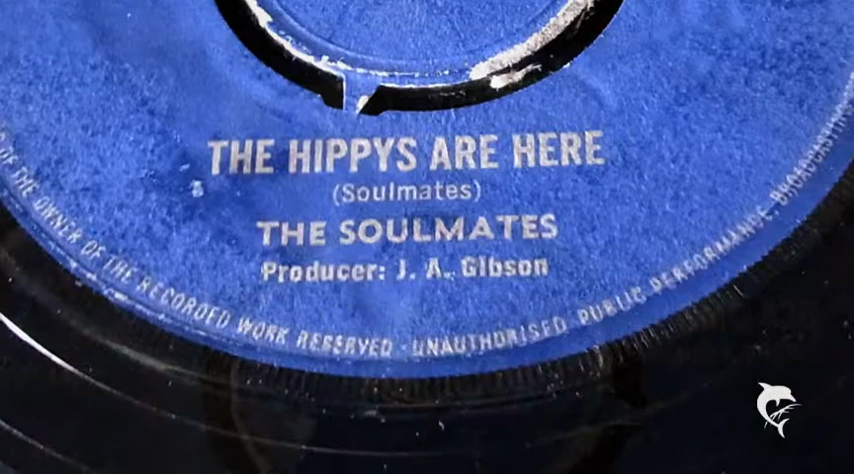 THE HIPPYS ARE HERE
(Soulmates)
THE SOULMATES
Producer: J. A. Gibson
OF THE OWNER OF THE RECORDED WORK RESERVED · UNAUTHORISED PUBLIC PERFORMANCE, BROADCASTING